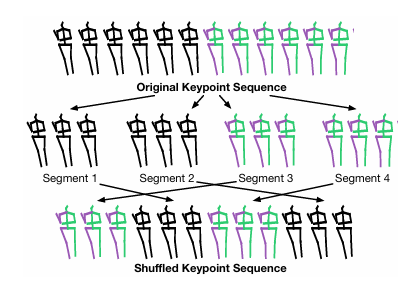 Original Keypoint Sequence
Segment 1 Segment 2 Segment 3 Segment 4
Shuffled Keypoint Sequence